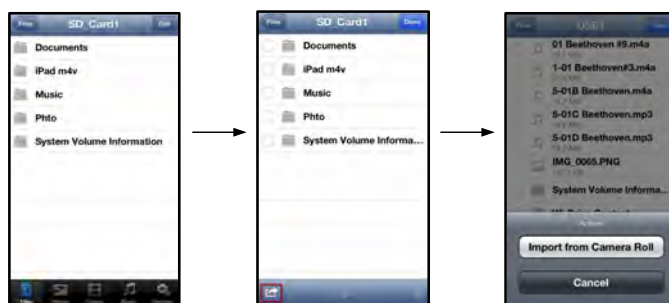 SD_Card1
Documents
iPad m4v
Music
Phto
System Volume Information
SD_Card1
Done
Documents
iPad m4v
Music
Phto
System Volume Informa....
USB1
01 Beethoven #9.m4a
1-01 Beethoven#3.m4a
5-01B Beethoven.m4a
5-01C Beethoven.mp3
5-01D Beethoven.mp3
IMG_0065.PNG
System Volume Informa...
Import from Camera Roll
Cancel